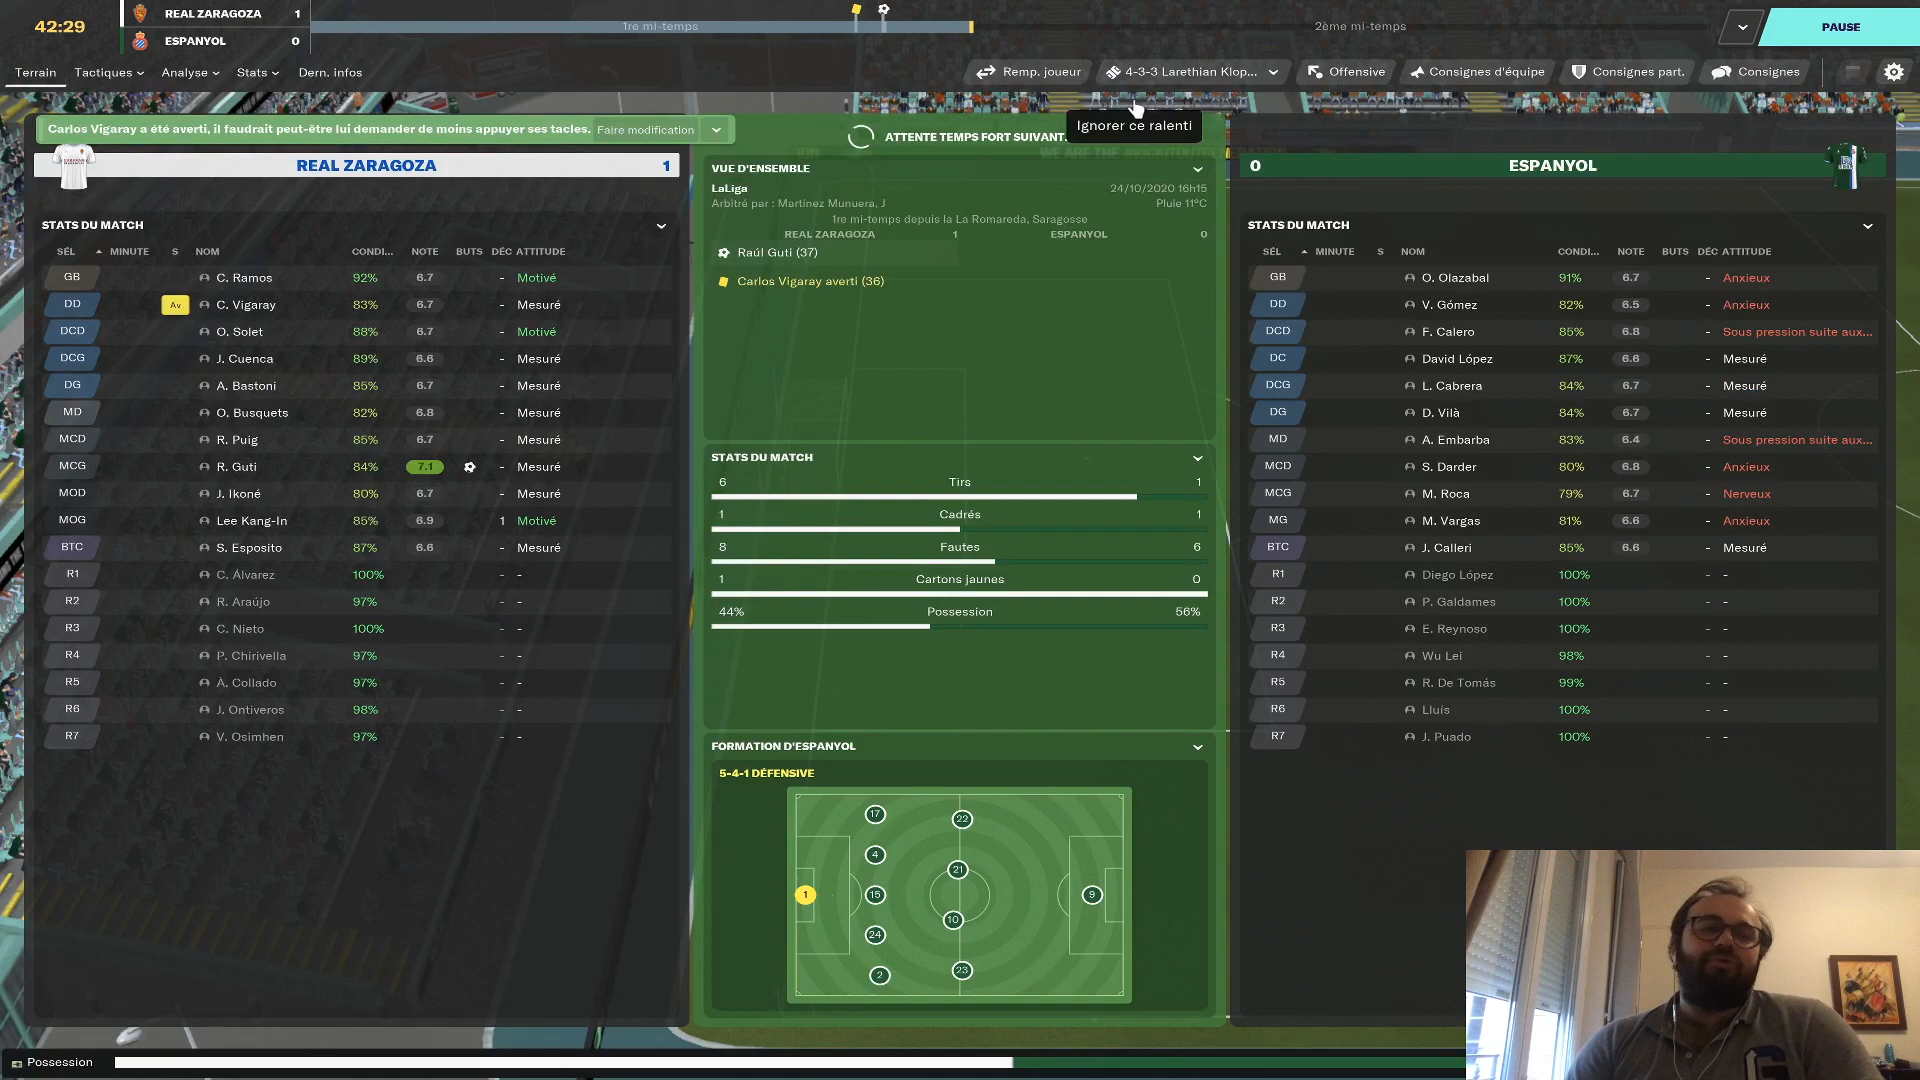 42:29
REAL ZARAGOZA 1
ESPANYOL 0
1re mi-temps
2ème mi-temps
PAUSE
Terrain Tactiques Analyse Stats Dern. infos
Remp. joueur 4-3-3 Larethian Klop... Offensive Consignes d'équipe Consignes part. Consignes
Carlos Vigaray a été averti, il faudrait peut-être lui demander de moins appuyer ses tacles. Faire modification
ATTENTE TEMPS FORT SUIVANT
Ignorer ce ralenti
REAL ZARAGOZA 1
STATS DU MATCH
SÉL MINUTE S NOM CONDI... NOTE BUTS DÉC ATTITUDE
GB C. Ramos 92% 6.7 - Motivé
DD Av C. Vigaray 83% 6.7 - Mesuré
DCD O. Solet 88% 6.7 - Motivé
DCG J. Cuenca 89% 6.6 - Mesuré
DG A. Bastoni 85% 6.7 - Mesuré
MD O. Busquets 82% 6.8 - Mesuré
MCD R. Puig 85% 6.7 - Mesuré
MCG R. Guti 84% 7.1 - Mesuré
MOD J. Ikoné 80% 6.7 - Mesuré
MOG Lee Kang-In 85% 6.9 1 Motivé
BTC S. Esposito 87% 6.6 - Mesuré
R1 C. Álvarez 100% - -
R2 R. Araújo 97% - -
R3 C. Nieto 100% - -
R4 P. Chirivella 97% - -
R5 Á. Collado 97% - -
R6 J. Ontiveros 98% - -
R7 V. Osimhen 97% - -
VUE D'ENSEMBLE
LaLiga 24/10/2020 16h15
Arbitré par : Martínez Munuera, J Pluie 11°C
1re mi-temps depuis la La Romareda, Saragosse
REAL ZARAGOZA 1 ESPANYOL 0
Raúl Guti (37)
Carlos Vigaray averti (36)
STATS DU MATCH
6 Tirs 1
1 Cadrés 1
8 Fautes 6
1 Cartons jaunes 0
44% Possession 56%
FORMATION D'ESPANYOL
5-4-1 DÉFENSIVE
17
22
4
21
1
15
9
10
24
23
2
0 ESPANYOL
STATS DU MATCH
SÉL MINUTE S NOM CONDI... NOTE BUTS DÉC ATTITUDE
GB O. Olazabal 91% 6.7 - Anxieux
DD V. Gómez 82% 6.5 - Anxieux
DCD F. Calero 85% 6.8 - Sous pression suite aux...
DC David López 87% 6.6 - Mesuré
DCG L. Cabrera 84% 6.7 - Mesuré
DG D. Vilà 84% 6.7 - Mesuré
MD A. Embarba 83% 6.4 - Sous pression suite aux...
MCD S. Darder 80% 6.8 - Anxieux
MCG M. Roca 79% 6.7 - Nerveux
MG M. Vargas 81% 6.6 - Anxieux
BTC J. Calleri 85% 6.6 - Mesuré
R1 Diego López 100% - -
R2 P. Galdames 100% - -
R3 E. Reynoso 100% - -
R4 Wu Lei 98% - -
R5 R. De Tomás 99% - -
R6 Lluís 100% - -
R7 J. Puado 100% - -
Possession